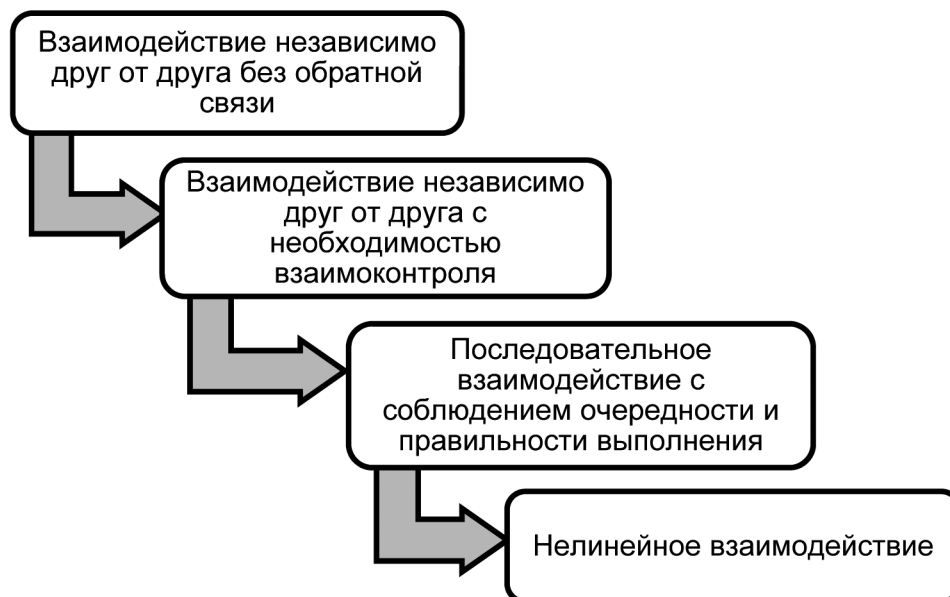 Взаимодействие независимо
друг от друга без обратной
связи
Взаимодействие независимо
друг от друга с
необходимостью
взаимоконтроля
Последовательное
взаимодействие с
соблюдением очередности и
правильности выполнения
Нелинейное взаимодействие